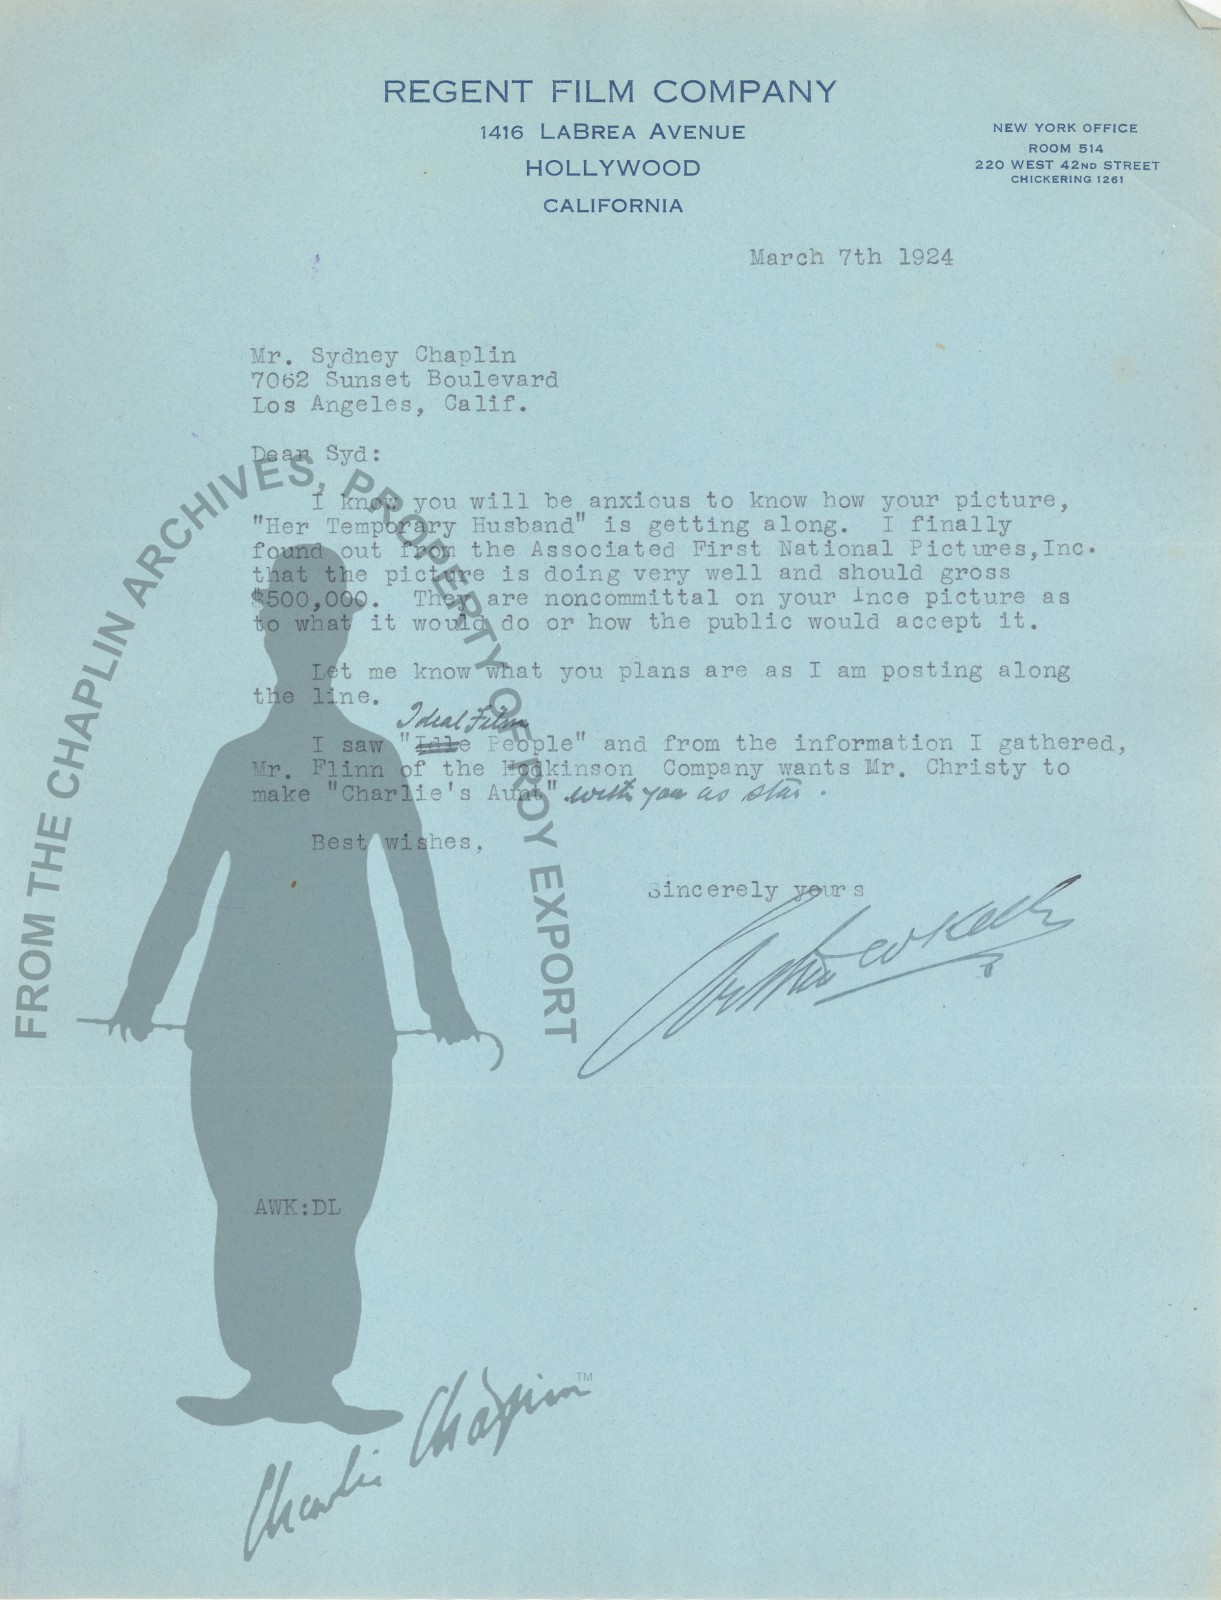 REGENT FILM COMPANY
1416 LABREA AVENUE
HOLLYWOOD
CALIFORNIA
NEW YORK OFFICE
ROOM 514
220 WEST 42ND STREET
CHICKERING 1261
March 7th 1924
Mr. Sydney Chaplin
7062 Sunset Boulevard
Los Angeles, Calif.
Dear Syd:
I know you will be anxious to know how your picture,
"Her Temporary Husband" is getting along. I finally
found out from the Associated First National Pictures,Inc.
that the picture is doing very well and should gross
$500,000. They are noncommittal on your Ince picture as
to what it would do or how the public would accept it.
Let me know what you plans are as I am posting along
the line.
Ideal Film
I saw "Idle People" and from the information I gathered,
Mr. Flinn of the Hodkinson Company wants Mr. Christy to
make "Charlie's Aunt" with you as star.
Best wishes,
Sincerely yours
Arthur W Kelly
AWK:DL
FROM THE CHAPLIN ARCHIVES, PROPERTY OF ROY EXPORT
Charlie Chaplin TM